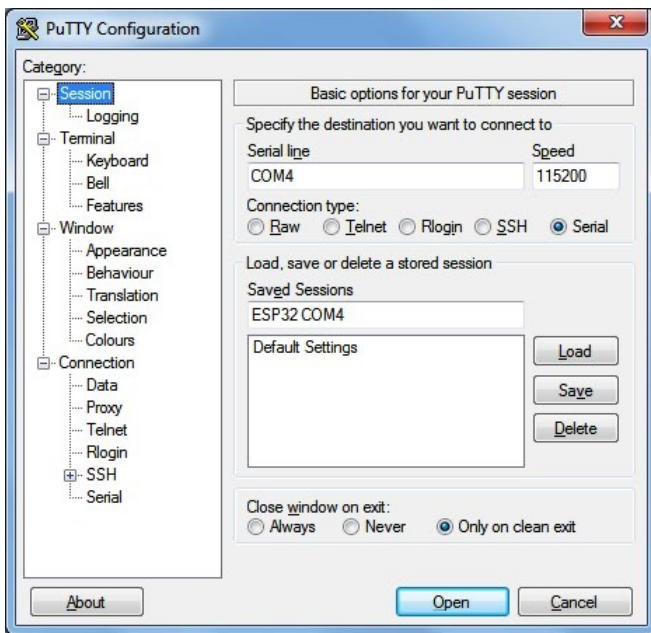 PuTTY Configuration
Category:
Session
Logging
Terminal
Keyboard
Bell
Features
Window
Appearance
Behaviour
Translation
Selection
Colours
Connection
Data
Proxy
Telnet
Rlogin
SSH
Serial
Basic options for your PuTTY session
Specify the destination you want to connect to
Serial line Speed
COM4 115200
Connection type:
Raw Telnet Rlogin SSH Serial
Load, save or delete a stored session
Saved Sessions
ESP32 COM4
Default Settings
Load
Save
Delete
Close window on exit:
Always Never Only on clean exit
About Open Cancel